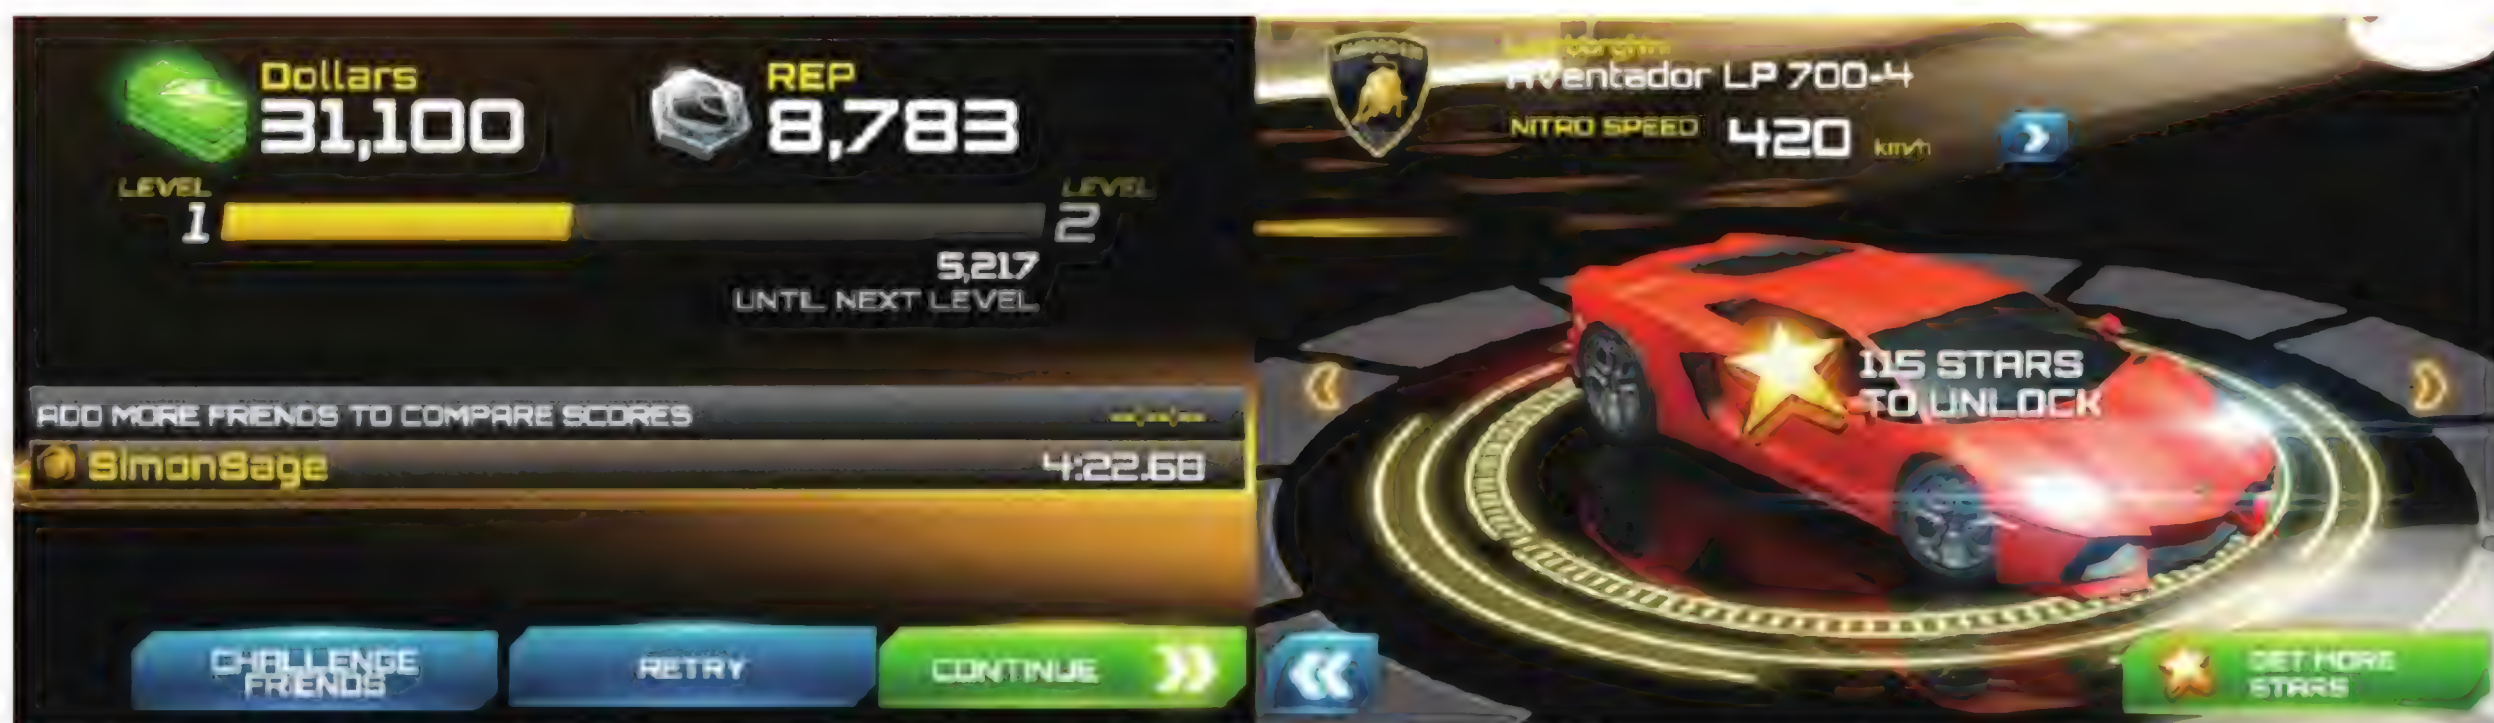 Dollars
31,100
REP
8,783
LEVEL
1
LEVEL
2
5,217
UNTIL NEXT LEVEL
ADD MORE FRIENDS TO COMPARE SCORES
--:--:--
SimonSage
4:22.68
CHALLENGE
FRIENDS
RETRY
CONTINUE
Lamborghini
Aventador LP 700-4
NITRO SPEED 420 km/h
115 STARS
TO UNLOCK
GET MORE
STARS